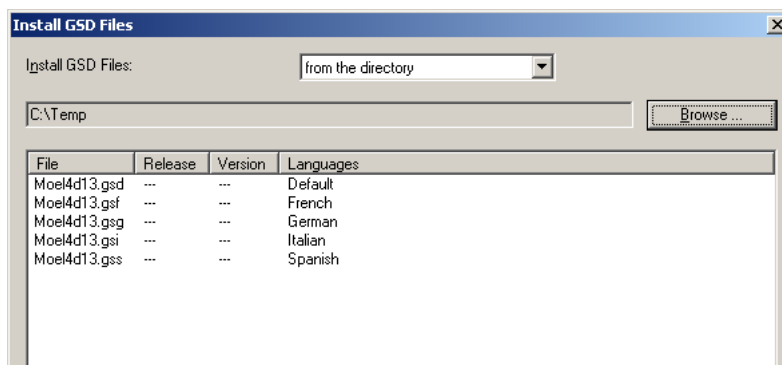 Install GSD Files
Install GSD Files: from the directory
C:\Temp Browse ...
File Release Version Languages
Moel4d13.gsd --- --- Default
Moel4d13.gsf --- --- French
Moel4d13.gsg --- --- German
Moel4d13.gsi --- --- Italian
Moel4d13.gss --- --- Spanish